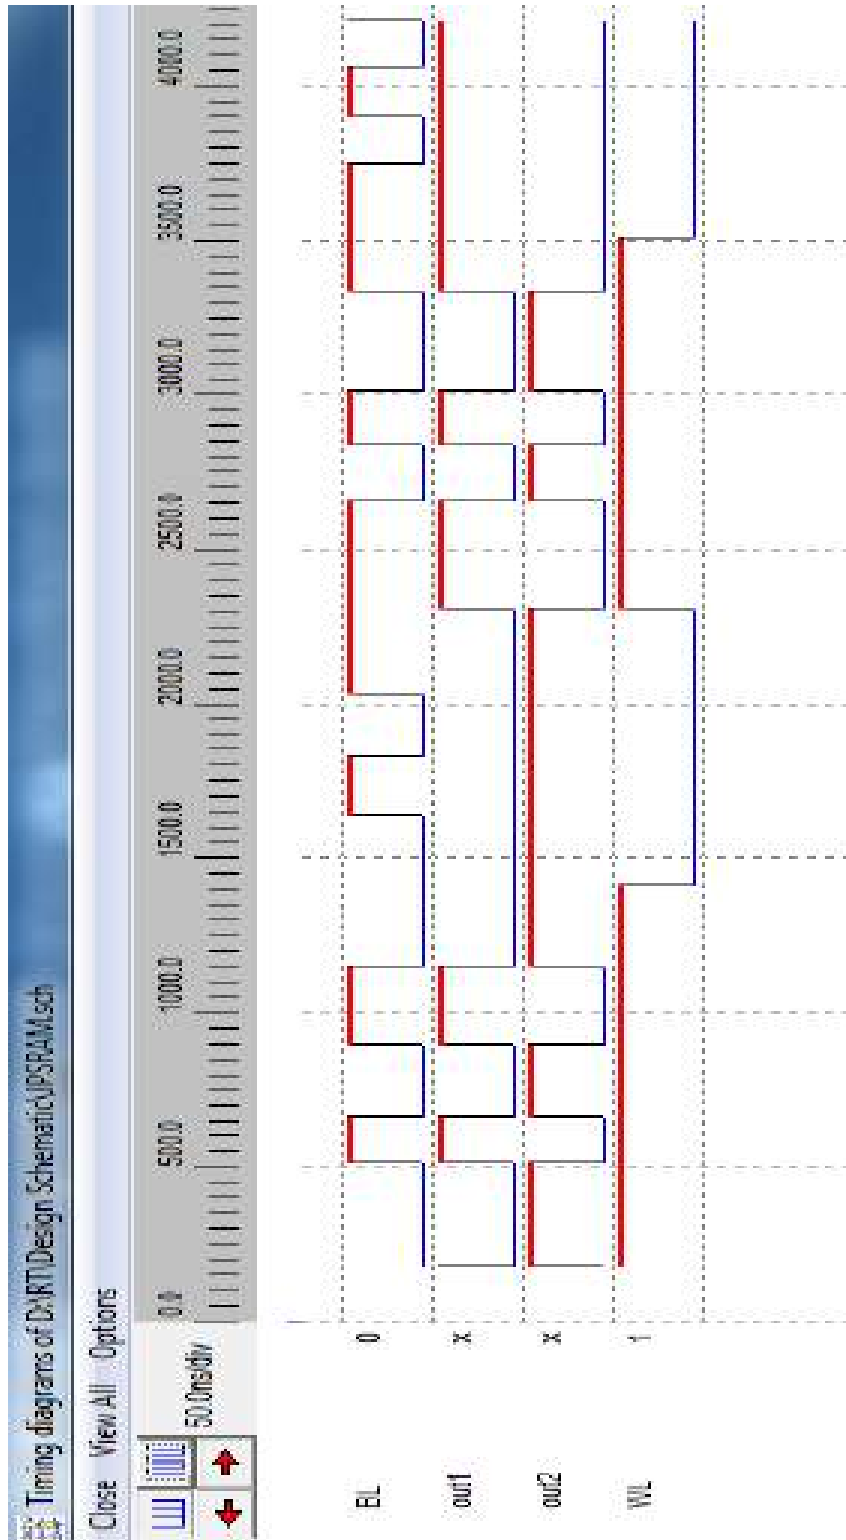 Timing diagrams of D:\RT\Design Schematic\JPSRAM.sch
Close View All Options
50.0ns/div
0.0 500.0 1000.0 1500.0 2000.0 2500.0 3000.0 3500.0 4000.0
BL 0
out1 x
out2 x
WL 1